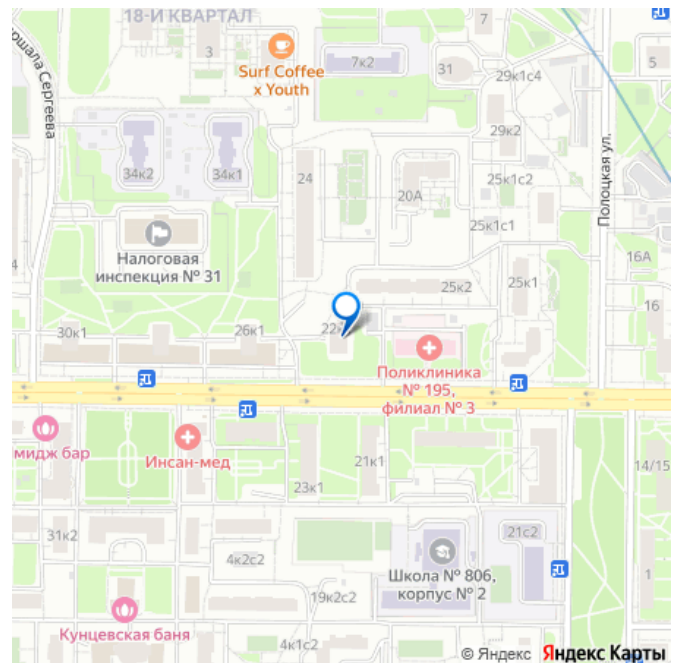 18-Й КВАРТАЛ
7
5
3
Surf Coffee
x Youth
7к2
31
29к1с4
29к2
34к2
34к1
24
20А
25к1с2
Полоцкая ул.
25к1с1
Налоговая
инспекция № 31
16А
25к2
25к1
16
30к1
26к1
Поликлиника
№ 195,
филиал № 3
мидж бар
Инсан-мед
21к1
23к1
14/15
31к2
21с2
4к2с2
Школа № 806,
корпус № 2
1
19к2с2
Кунцевская баня
4к1с2
© Яндекс Яндекс Карты